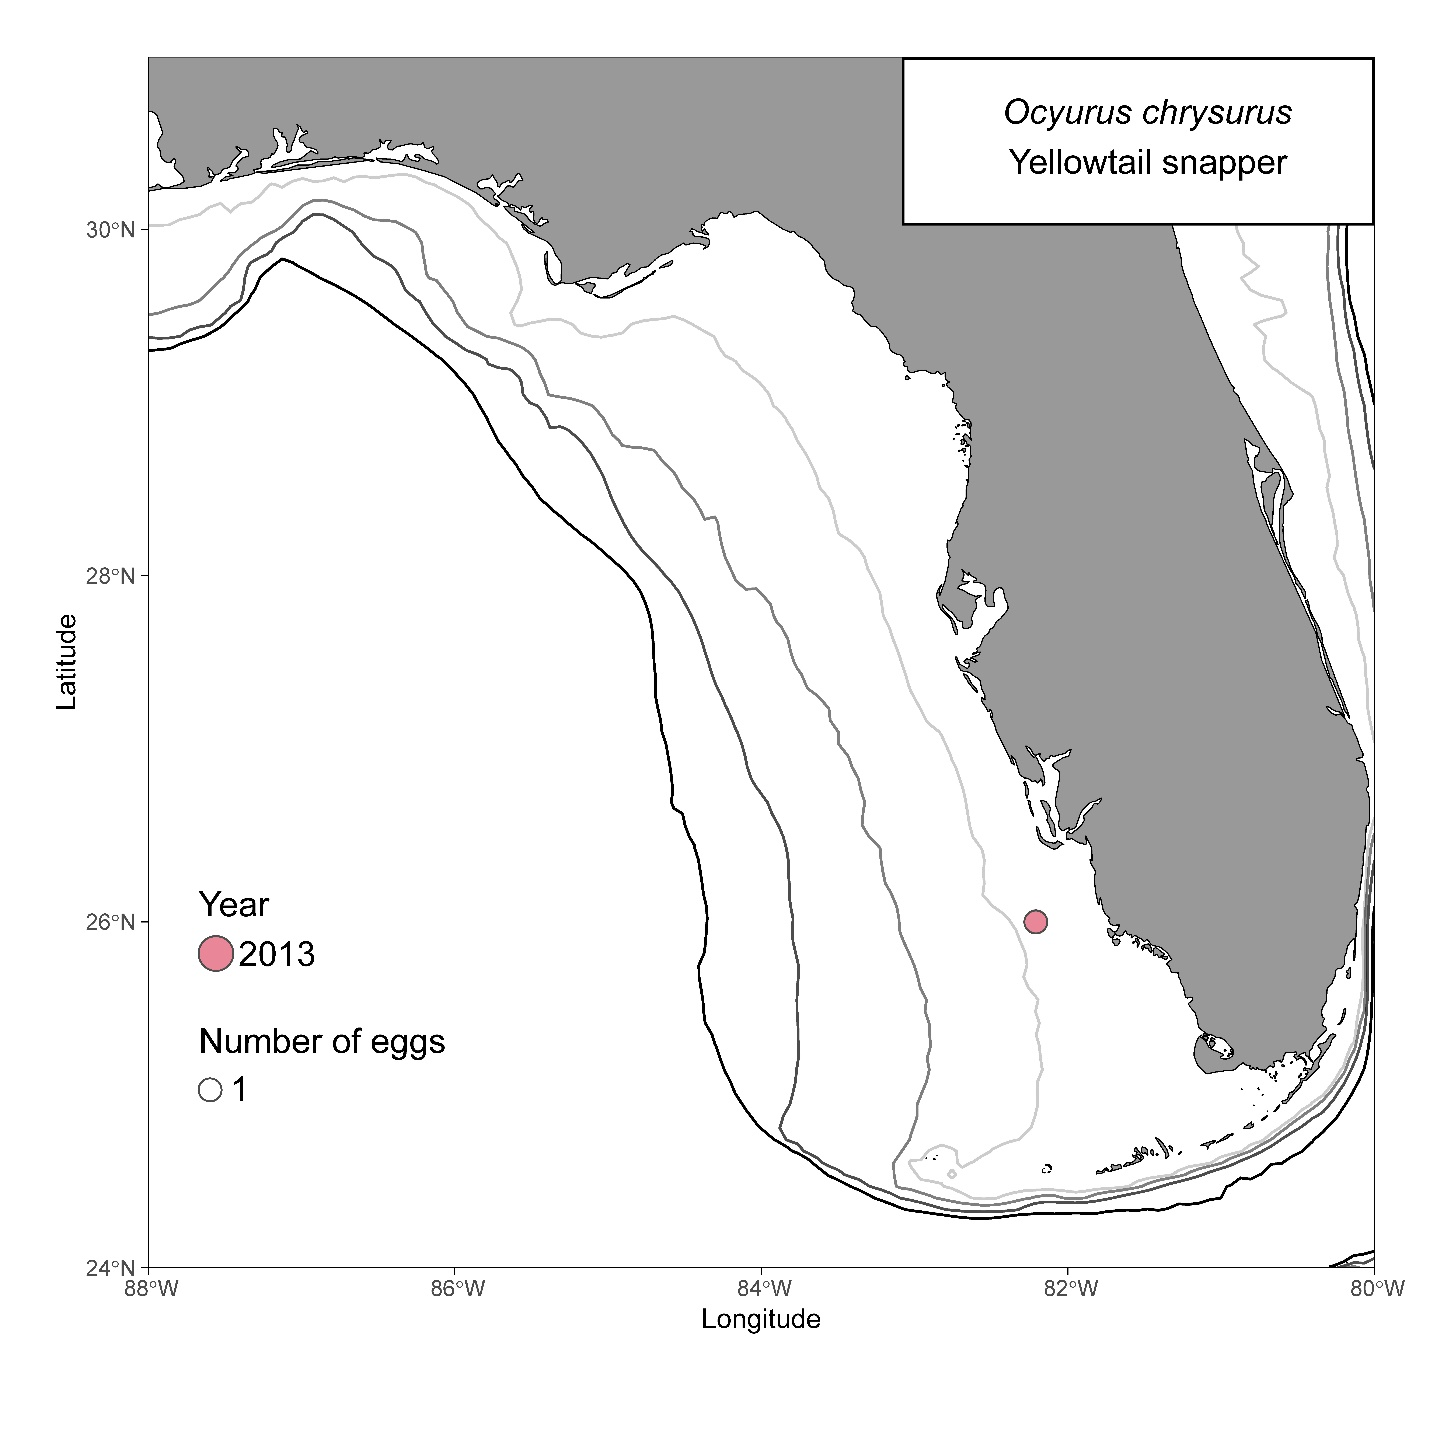 Ocyurus chrysurus
Yellowtail snapper
30°N
28°N
26°N
24°N
Latitude
Year
2013
Number of eggs
1
88°W 86°W 84°W 82°W 80°W
Longitude